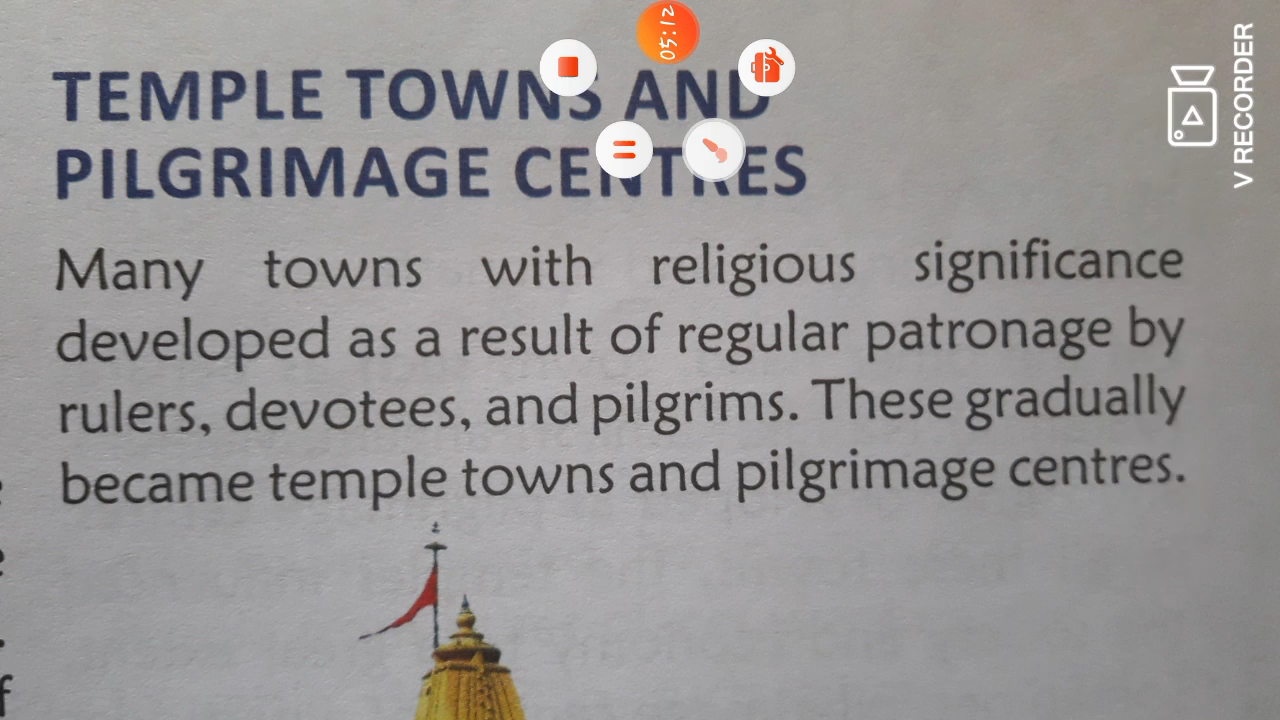 TEMPLE TOWNS AND
PILGRIMAGE CENTRES
Many towns with religious significance
developed as a result of regular patronage by
rulers, devotees, and pilgrims. These gradually
became temple towns and pilgrimage centres.
05:12
V RECORDER